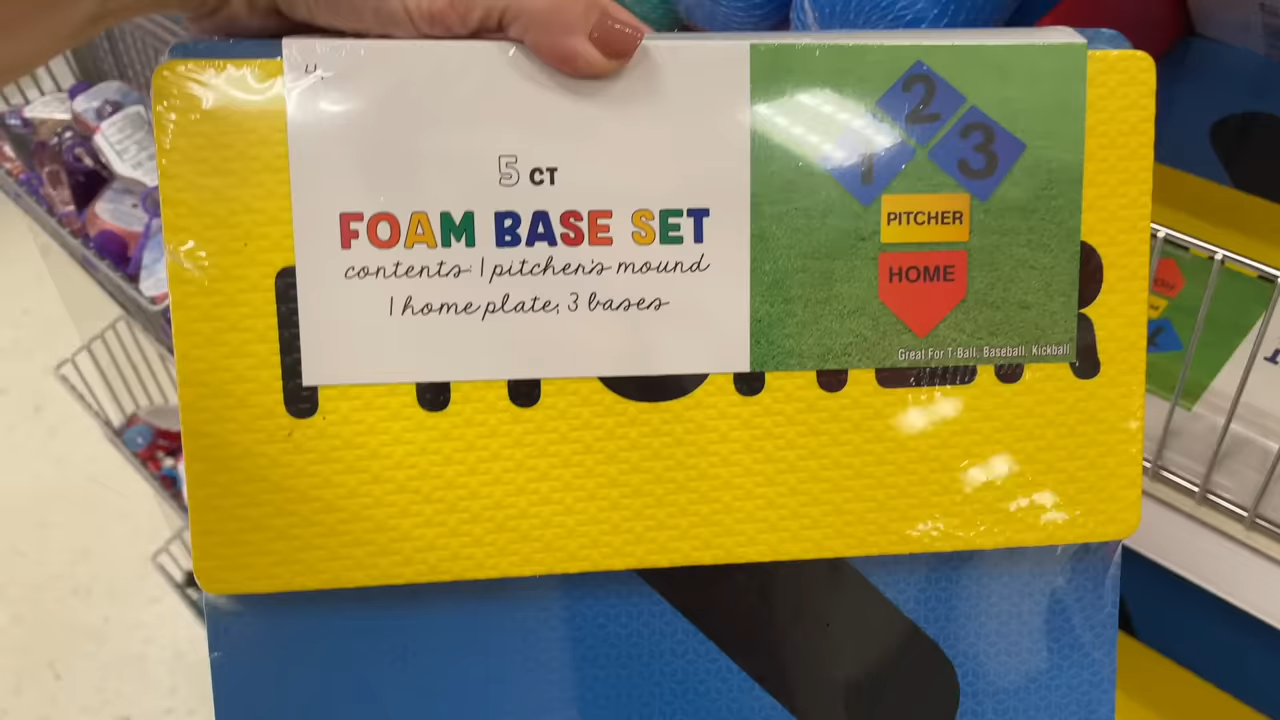 5 CT
FOAM BASE SET
contents: 1 pitcher's mound
1 home plate, 3 bases
2
1
3
PITCHER
HOME
Great For T-Ball, Baseball, Kickball